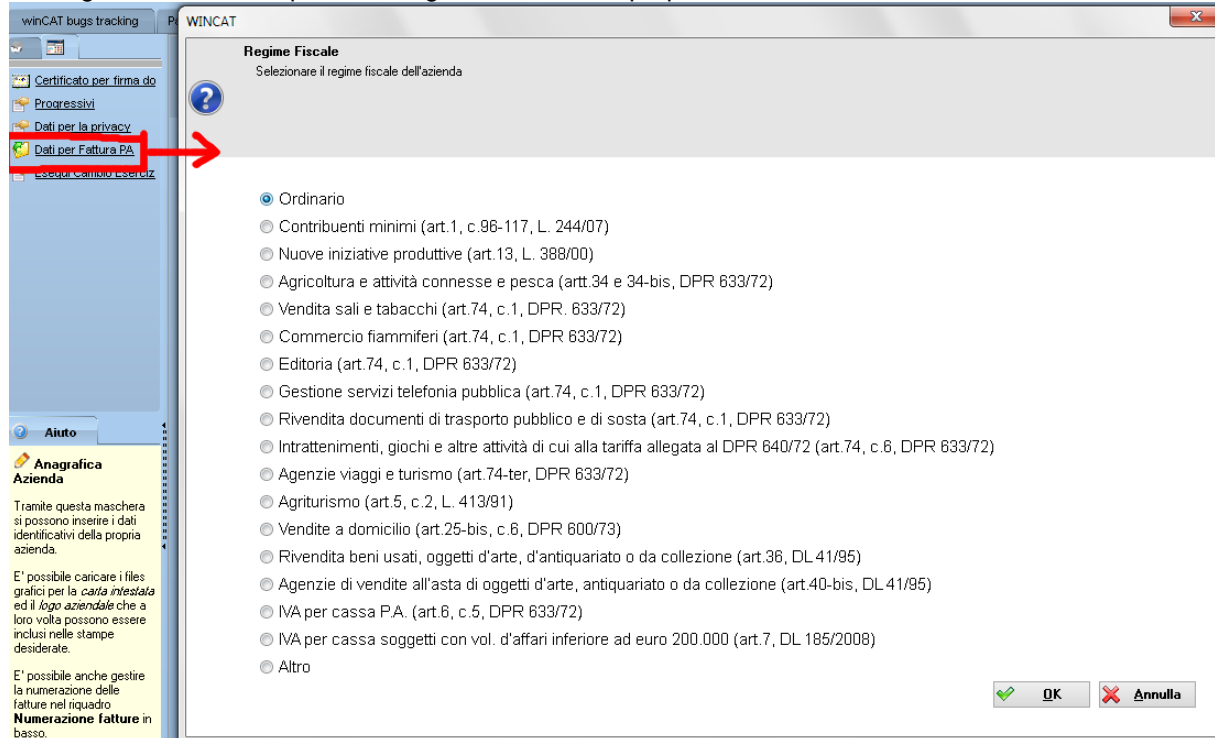 winCAT bugs tracking
WINCAT
Certificato per firma do
Progressivi
Dati per la privacy
Dati per Fattura PA
Esegui Cambio Eserciz
Regime Fiscale
Selezionare il regime fiscale dell'azienda
Ordinario
Contribuenti minimi (art.1, c.96-117, L. 244/07)
Nuove iniziative produttive (art.13, L. 388/00)
Agricoltura e attività connesse e pesca (artt.34 e 34-bis, DPR 633/72)
Vendita sali e tabacchi (art.74, c.1, DPR. 633/72)
Commercio fiammiferi (art.74, c.1, DPR 633/72)
Editoria (art.74, c.1, DPR 633/72)
Gestione servizi telefonia pubblica (art.74, c.1, DPR 633/72)
Rivendita documenti di trasporto pubblico e di sosta (art.74, c.1, DPR 633/72)
Intrattenimenti, giochi e altre attività di cui alla tariffa allegata al DPR 640/72 (art.74, c.6, DPR 633/72)
Agenzie viaggi e turismo (art.74-ter, DPR 633/72)
Agriturismo (art.5, c.2, L. 413/91)
Vendite a domicilio (art.25-bis, c.6, DPR 600/73)
Rivendita beni usati, oggetti d'arte, d'antiquariato o da collezione (art.36, DL 41/95)
Agenzie di vendite all'asta di oggetti d'arte, antiquariato o da collezione (art.40-bis, DL 41/95)
IVA per cassa P.A. (art.6, c.5, DPR 633/72)
IVA per cassa soggetti con vol. d'affari inferiore ad euro 200.000 (art.7, DL 185/2008)
Altro
OK
Annulla
Aiuto
Anagrafica
Azienda
Tramite questa maschera
si possono inserire i dati
identificativi della propria
azienda.
E' possibile caricare i files
grafici per la carta intestata
ed il logo aziendale che a
loro volta possono essere
inclusi nelle stampe
desiderate.
E' possibile anche gestire
la numerazione delle
fatture nel riquadro
Numerazione fatture in
basso.